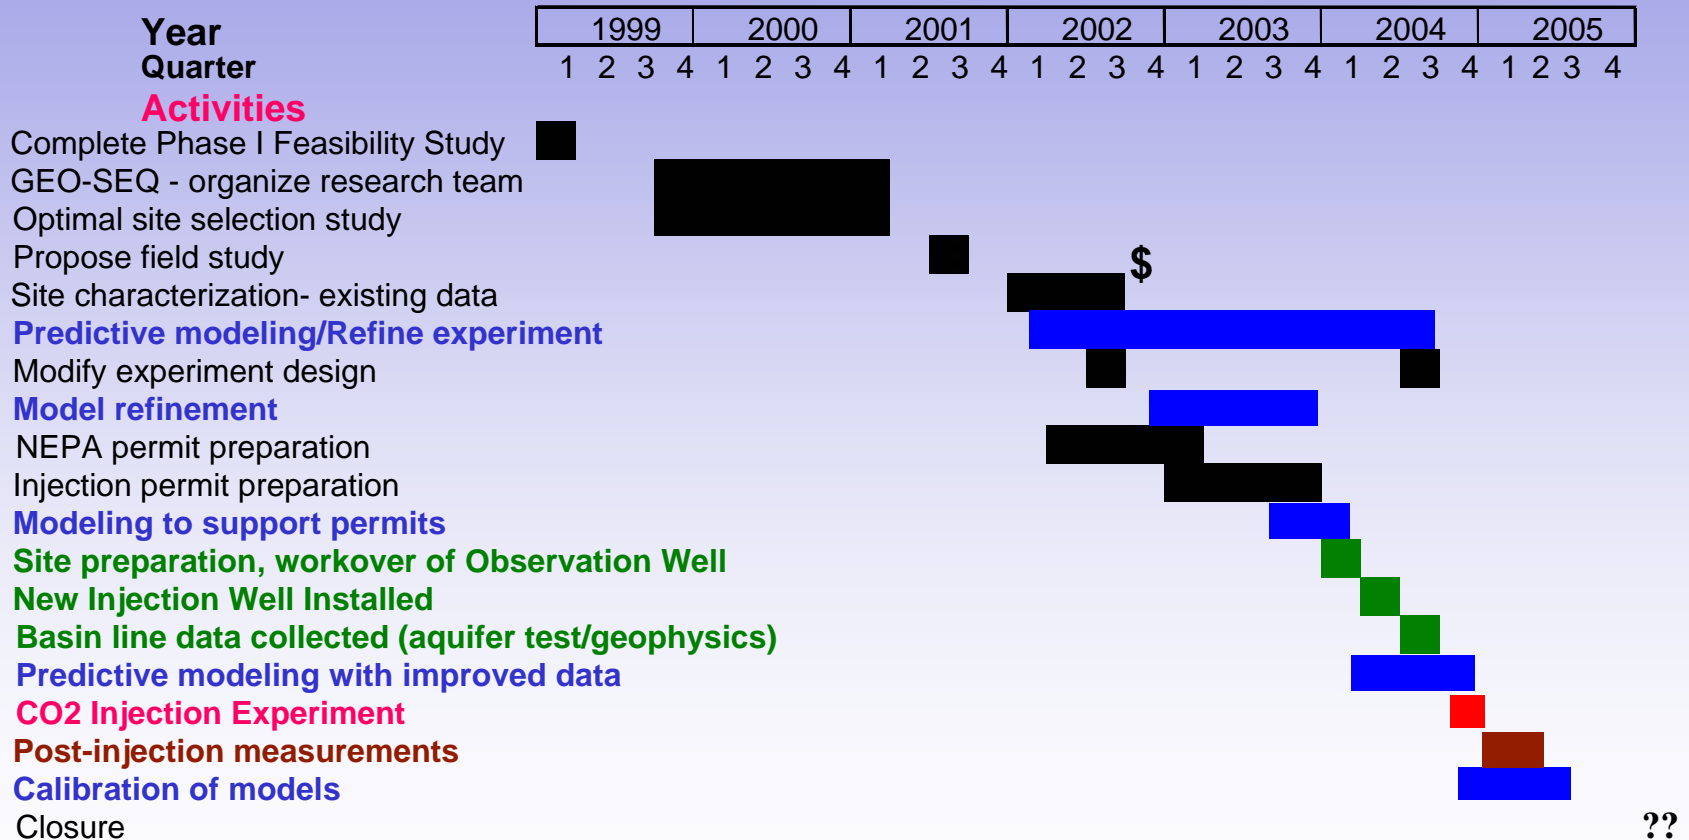 Year 1999 2000 2001 2002 2003 2004 2005
Quarter 1 2 3 4 1 2 3 4 1 2 3 4 1 2 3 4 1 2 3 4 1 2 3 4 1 2 3 4
Activities
Complete Phase I Feasibility Study
GEO-SEQ - organize research team
Optimal site selection study
Propose field study $
Site characterization- existing data
Predictive modeling/Refine experiment
Modify experiment design
Model refinement
NEPA permit preparation
Injection permit preparation
Modeling to support permits
Site preparation, workover of Observation Well
New Injection Well Installed
Basin line data collected (aquifer test/geophysics)
Predictive modeling with improved data
CO2 Injection Experiment
Post-injection measurements
Calibration of models
Closure ??